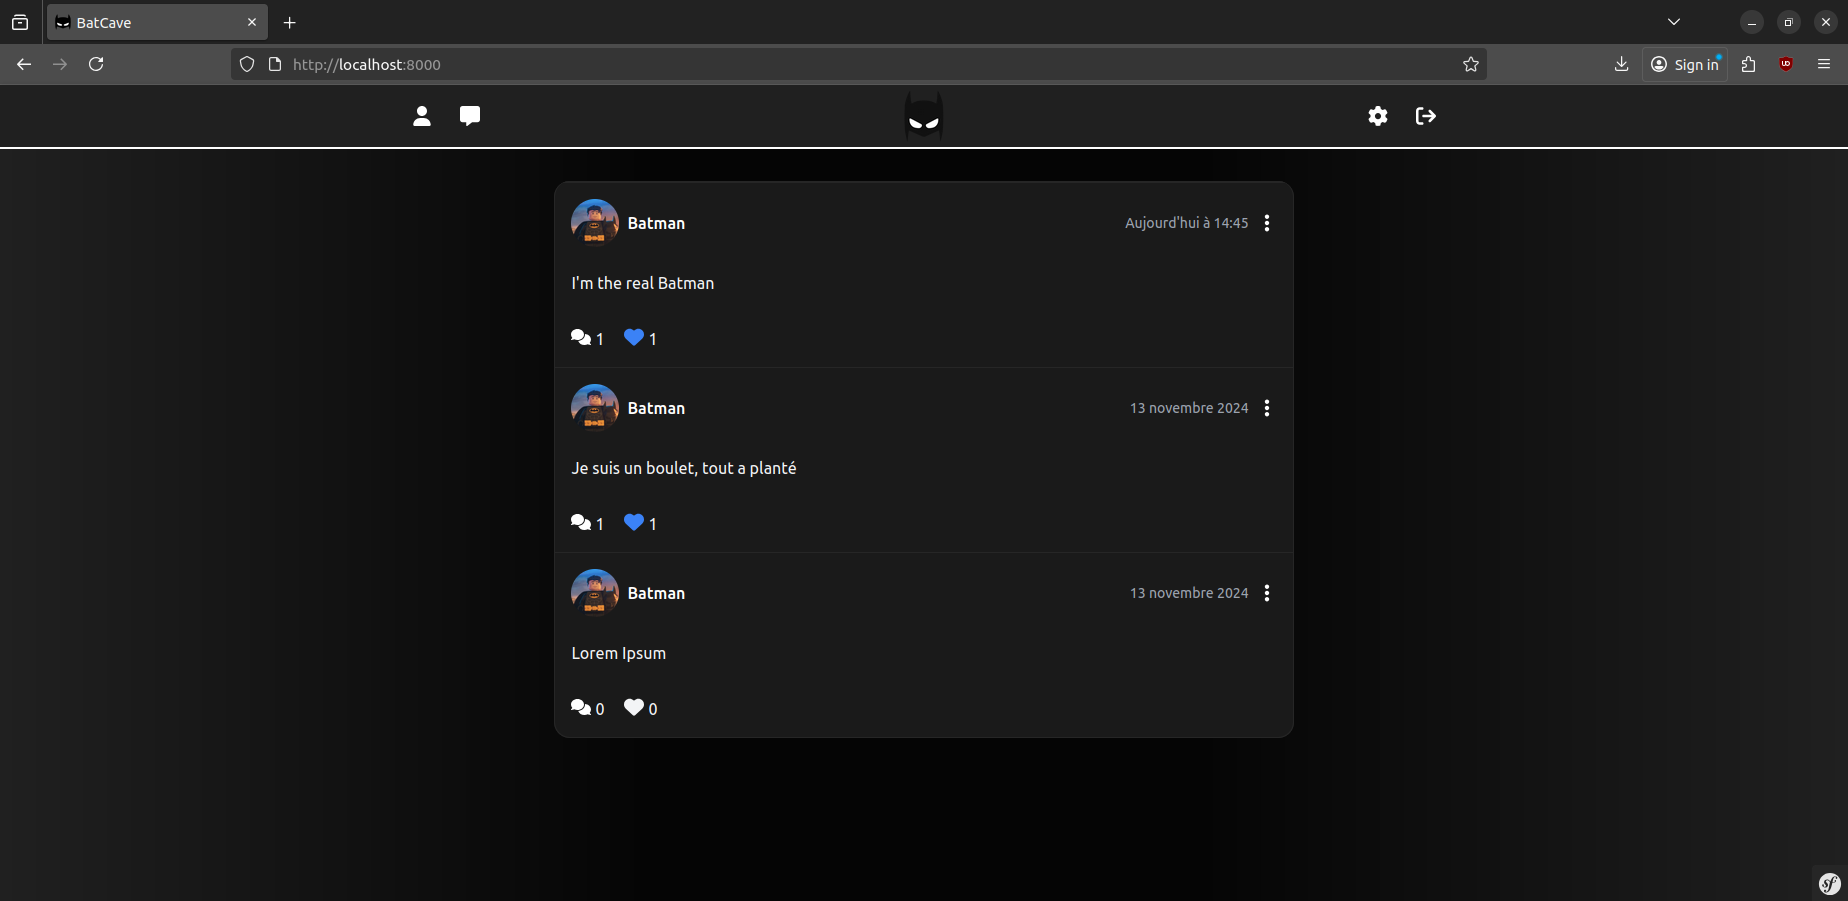 BatCave
http://localhost:8000
Sign in
Batman
Aujourd'hui à 14:45
I'm the real Batman
1 1
Batman
13 novembre 2024
Je suis un boulet, tout a planté
1 1
Batman
13 novembre 2024
Lorem Ipsum
0 0
sf